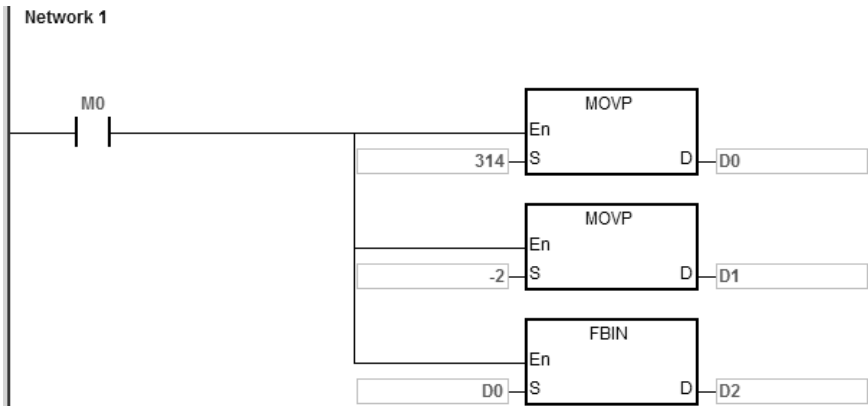 Network 1
M0
MOVP
En
314 S D D0
MOVP
En
-2 S D D1
FBIN
En
D0 S D D2